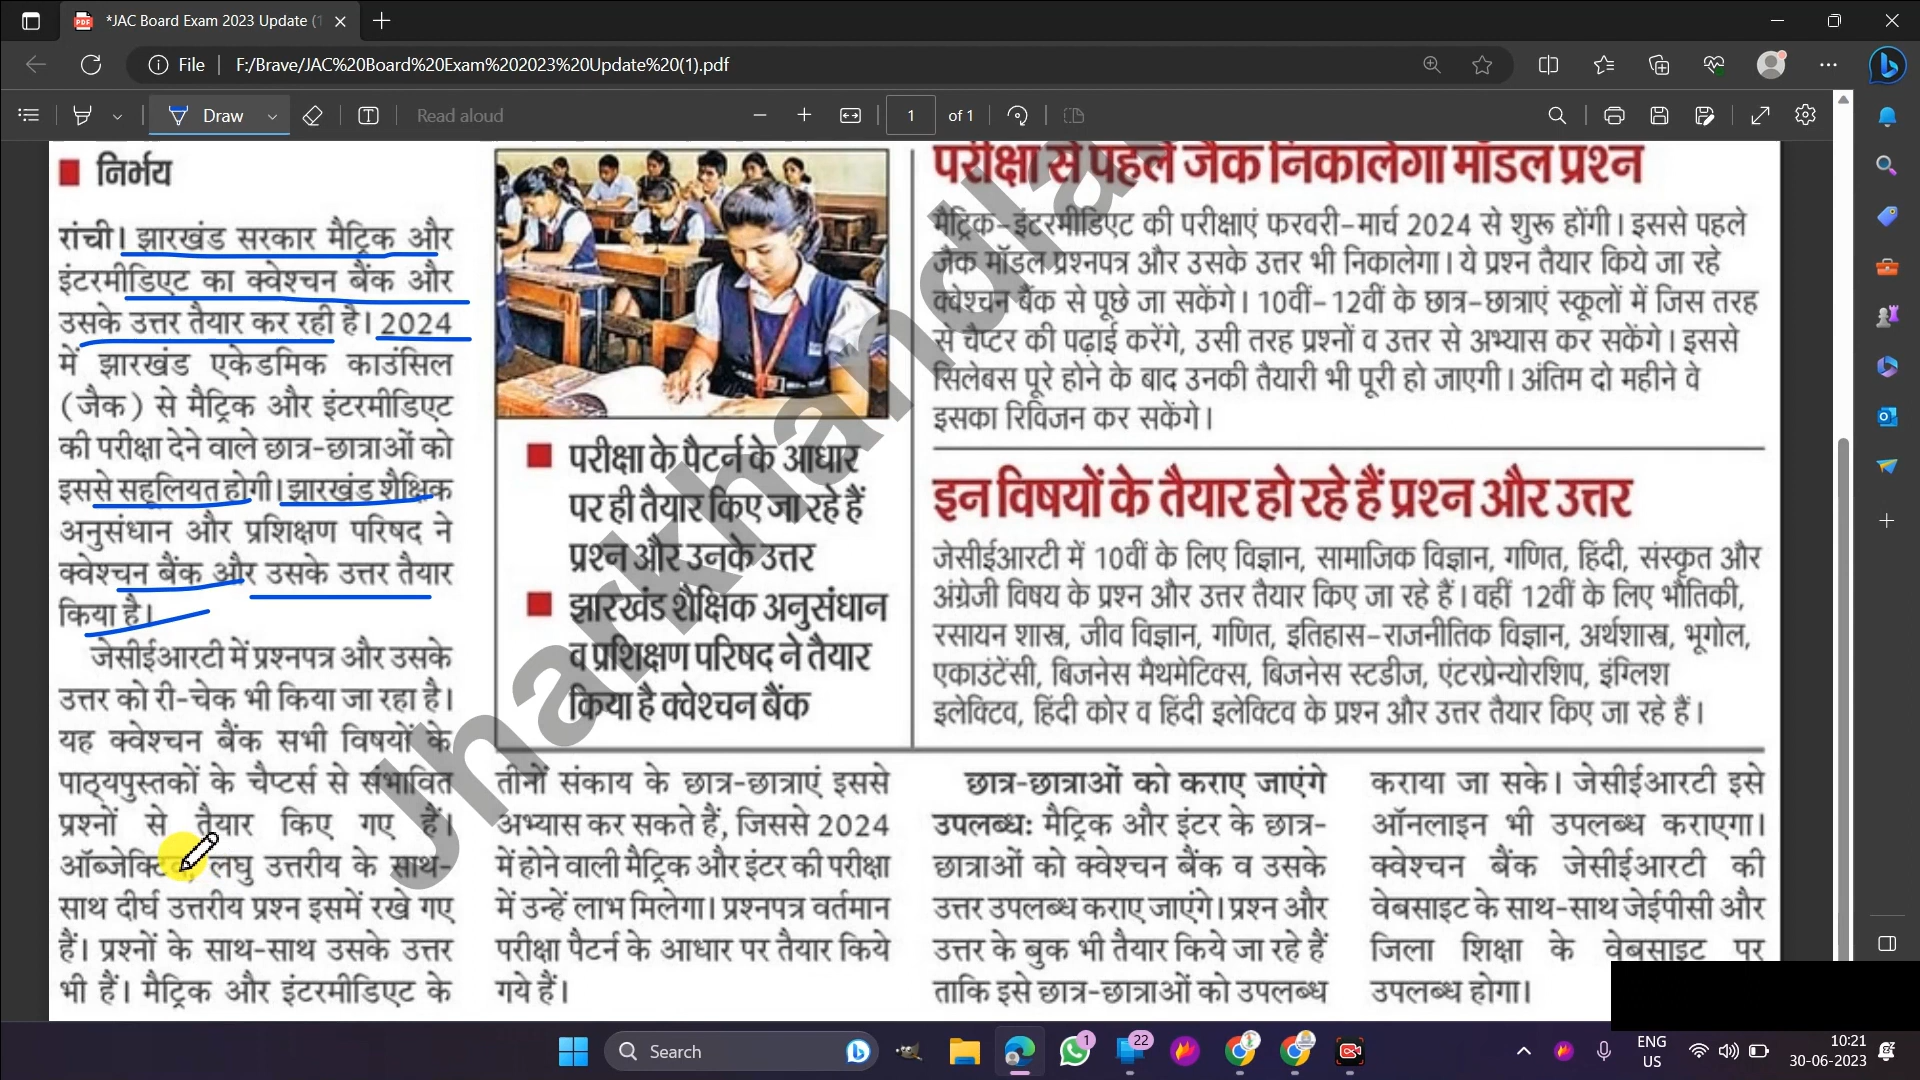 *JAC Board Exam 2023 Update (1
File
F:/Brave/JAC%20Board%20Exam%202023%20Update%20(1).pdf
Draw
Read aloud
1
of 1
निर्भय
रांची। झारखंड सरकार मैट्रिक और
इंटरमीडिएट का क्वेश्चन बैंक और
उसके उत्तर तैयार कर रही है। 2024
में झारखंड एकेडमिक काउंसिल
(जैक) से मैट्रिक और इंटरमीडिएट
की परीक्षा देने वाले छात्र-छात्राओं को
इससे सहूलियत होगी। झारखंड शैक्षिक
अनुसंधान और प्रशिक्षण परिषद ने
क्वेश्चन बैंक और उसके उत्तर तैयार
किया है।
जेसीईआरटी में प्रश्नपत्र और उसके
उत्तर को री-चेक भी किया जा रहा है।
यह क्वेश्चन बैंक सभी विषयों के
पाठ्यपुस्तकों के चैप्टर्स से संभावित
प्रश्नों से तैयार किए गए हैं।
ऑब्जेक्टिव, लघु उत्तरीय के साथ-
साथ दीर्घ उत्तरीय प्रश्न इसमें रखे गए
हैं। प्रश्नों के साथ-साथ उसके उत्तर
भी हैं। मैट्रिक और इंटरमीडिएट के
परीक्षा के पैटर्न के आधार
पर ही तैयार किए जा रहे हैं
प्रश्न और उनके उत्तर
झारखंड शैक्षिक अनुसंधान
व प्रशिक्षण परिषद ने तैयार
किया है क्वेश्चन बैंक
तीनों संकाय के छात्र-छात्राएं इससे
अभ्यास कर सकते हैं, जिससे 2024
में होने वाली मैट्रिक और इंटर की परीक्षा
में उन्हें लाभ मिलेगा। प्रश्नपत्र वर्तमान
परीक्षा पैटर्न के आधार पर तैयार किये
गये हैं।
परीक्षा से पहले जैक निकालेगा मॉडल प्रश्न
मैट्रिक-इंटरमीडिएट की परीक्षाएं फरवरी-मार्च 2024 से शुरू होंगी। इससे पहले
जैक मॉडल प्रश्नपत्र और उसके उत्तर भी निकालेगा। ये प्रश्न तैयार किये जा रहे
क्वेश्चन बैंक से पूछे जा सकेंगे। 10वीं-12वीं के छात्र-छात्राएं स्कूलों में जिस तरह
से चैप्टर की पढ़ाई करेंगे, उसी तरह प्रश्नों व उत्तर से अभ्यास कर सकेंगे। इससे
सिलेबस पूरे होने के बाद उनकी तैयारी भी पूरी हो जाएगी। अंतिम दो महीने वे
इसका रिविजन कर सकेंगे।
इन विषयों के तैयार हो रहे हैं प्रश्न और उत्तर
जेसीईआरटी में 10वीं के लिए विज्ञान, सामाजिक विज्ञान, गणित, हिंदी, संस्कृत और
अंग्रेजी विषय के प्रश्न और उत्तर तैयार किए जा रहे हैं। वहीं 12वीं के लिए भौतिकी,
रसायन शास्त्र, जीव विज्ञान, गणित, इतिहास-राजनीतिक विज्ञान, अर्थशास्त्र, भूगोल,
एकाउंटेंसी, बिजनेस मैथमेटिक्स, बिजनेस स्टडीज, एंटरप्रेन्योरशिप, इंग्लिश
इलेक्टिव, हिंदी कोर व हिंदी इलेक्टिव के प्रश्न और उत्तर तैयार किए जा रहे हैं।
छात्र-छात्राओं को कराए जाएंगे
उपलब्ध: मैट्रिक और इंटर के छात्र-
छात्राओं को क्वेश्चन बैंक व उसके
उत्तर उपलब्ध कराए जाएंगे। प्रश्न और
उत्तर के बुक भी तैयार किये जा रहे हैं
ताकि इसे छात्र-छात्राओं को उपलब्ध
कराया जा सके। जेसीईआरटी इसे
ऑनलाइन भी उपलब्ध कराएगा।
क्वेश्चन बैंक जेसीईआरटी की
वेबसाइट के साथ-साथ जेईपीसी और
जिला शिक्षा के वेबसाइट पर
उपलब्ध होगा।
Search
1
22
ENG
US
10:21
30-06-2023